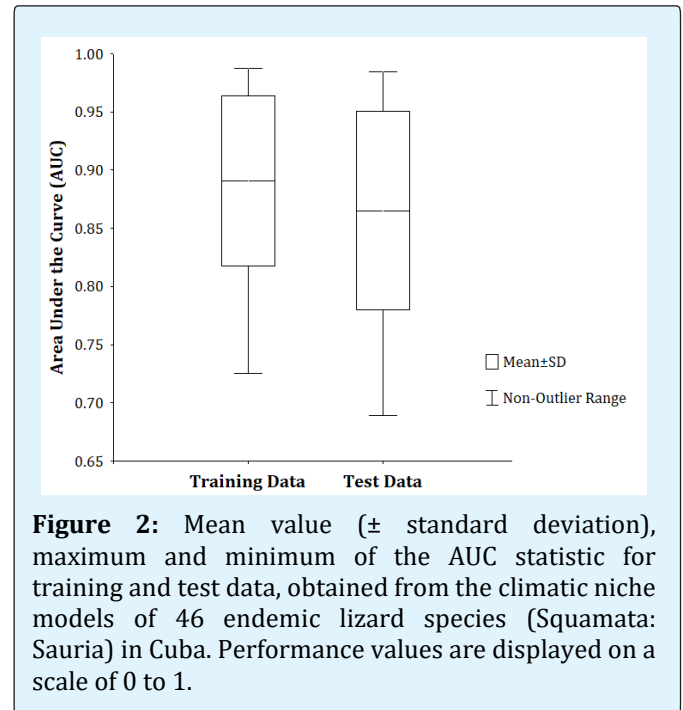 1.00
0.95
0.90
0.85
0.80
0.75
0.70
0.65
Area Under the Curve (AUC)
Training Data Test Data
Mean±SD
Non-Outlier Range
Figure 2: Mean value (± standard deviation),
maximum and minimum of the AUC statistic for
training and test data, obtained from the climatic niche
models of 46 endemic lizard species (Squamata:
Sauria) in Cuba. Performance values are displayed on a
scale of 0 to 1.